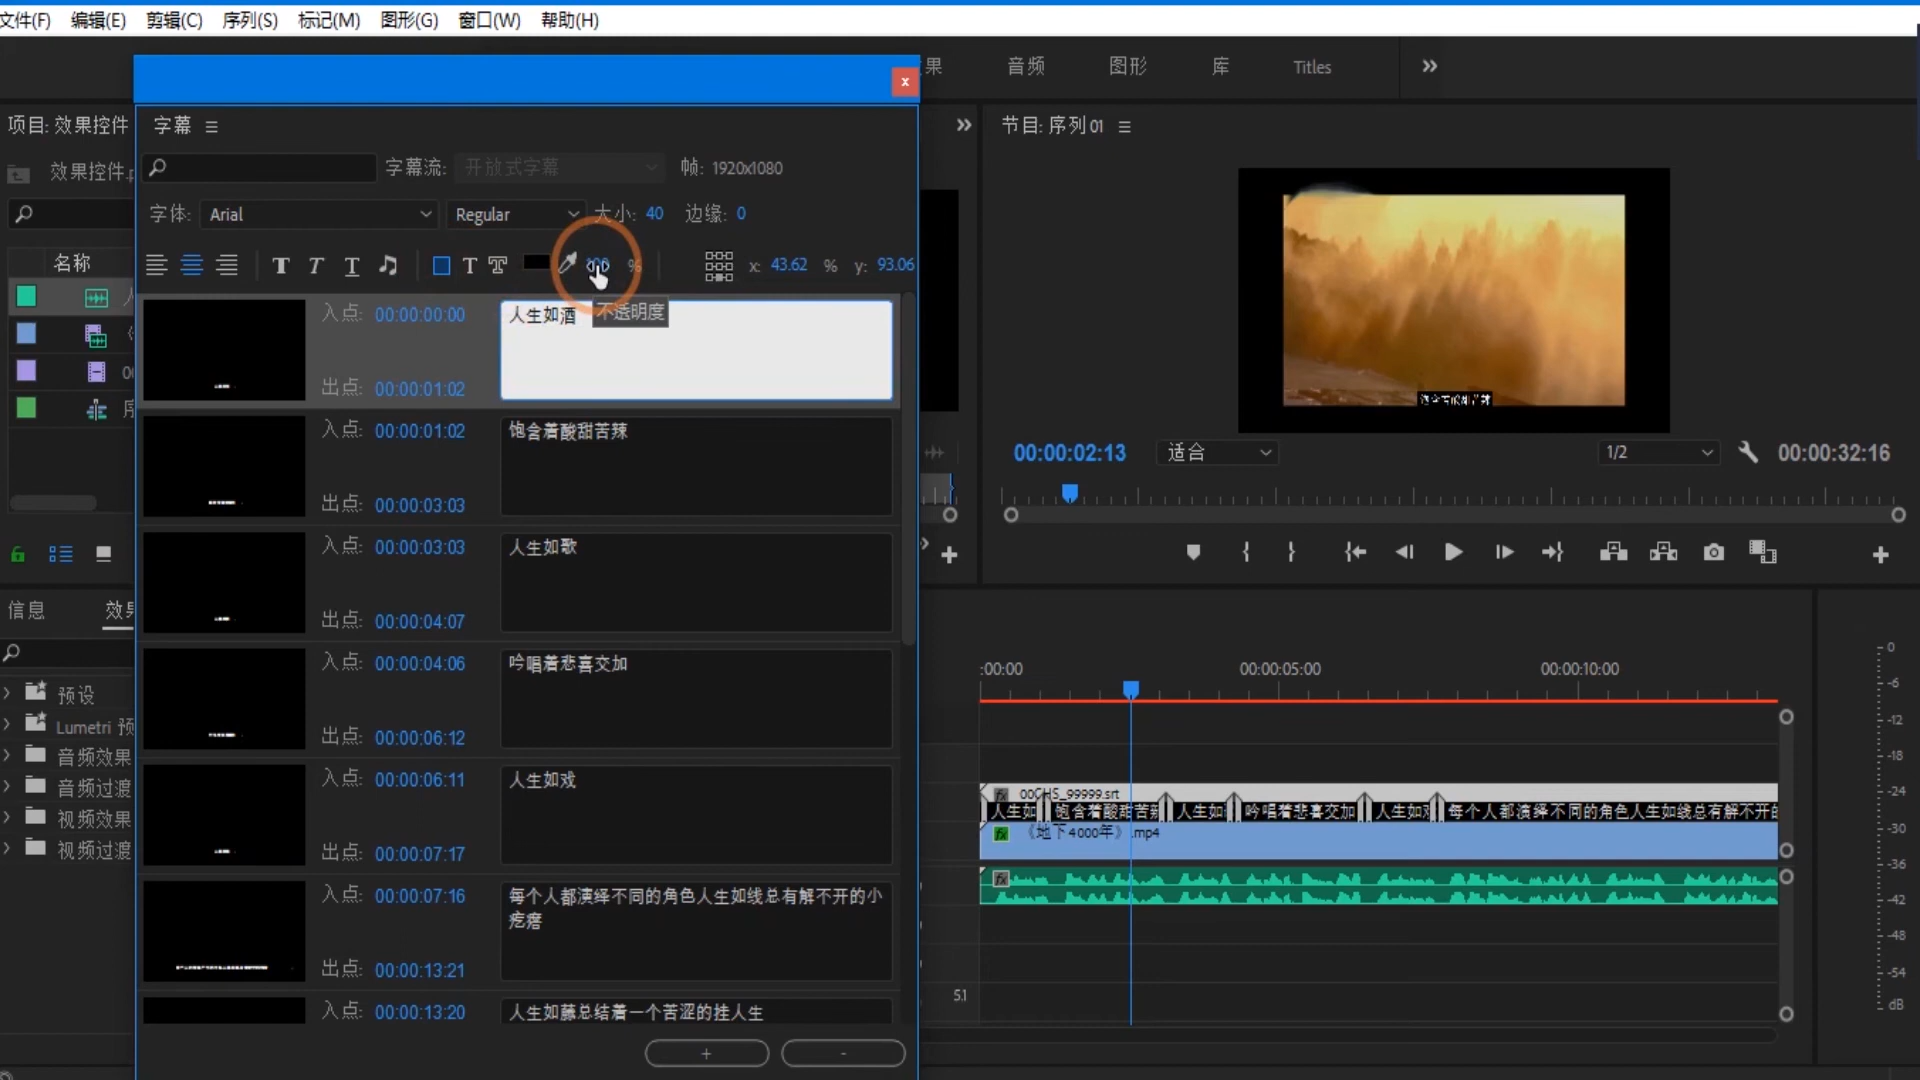 文件(F) 编辑(E) 剪辑(C) 序列(S) 标记(M) 图形(G) 窗口(W) 帮助(H)
果 音频 图形 库 Titles
x
项目: 效果控件
字幕
节目: 序列 01
效果控件
字幕流: 开放式字幕 帧: 1920x1080
字体: Arial Regular 大小: 40 边缘: 0
x: 43.62 % y: 93.06
%
不透明度
名称
入点: 00:00:00:00 人生如酒
出点: 00:00:01:02
入点: 00:00:01:02 饱含着酸甜苦辣
出点: 00:00:03:03
入点: 00:00:03:03 人生如歌
出点: 00:00:04:07
入点: 00:00:04:06 吟唱着悲喜交加
出点: 00:00:06:12
入点: 00:00:06:11 人生如戏
出点: 00:00:07:17
入点: 00:00:07:16 每个人都演绎不同的角色人生如线总有解不开的小
疙瘩
出点: 00:00:13:21
入点: 00:00:13:20 人生如藤总结着一个苦涩的挂人生
+ -
00:00:02:13 适合 1/2 00:00:32:16
信息 效果
预设
Lumetri 预
音频效果
音频过渡
视频效果
视频过渡
:00:00 00:00:05:00 00:00:10:00
fx 00CHS_99999.srt
人生如 饱含着酸甜苦辣 人生如 吟唱着悲喜交加 人生如戏 每个人都演绎不同的角色人生如线总有解不开的
fx 《地下4000年》.mp4
fx
5.1
0
-6
-12
-18
-24
-30
-36
-42
-48
-54
dB